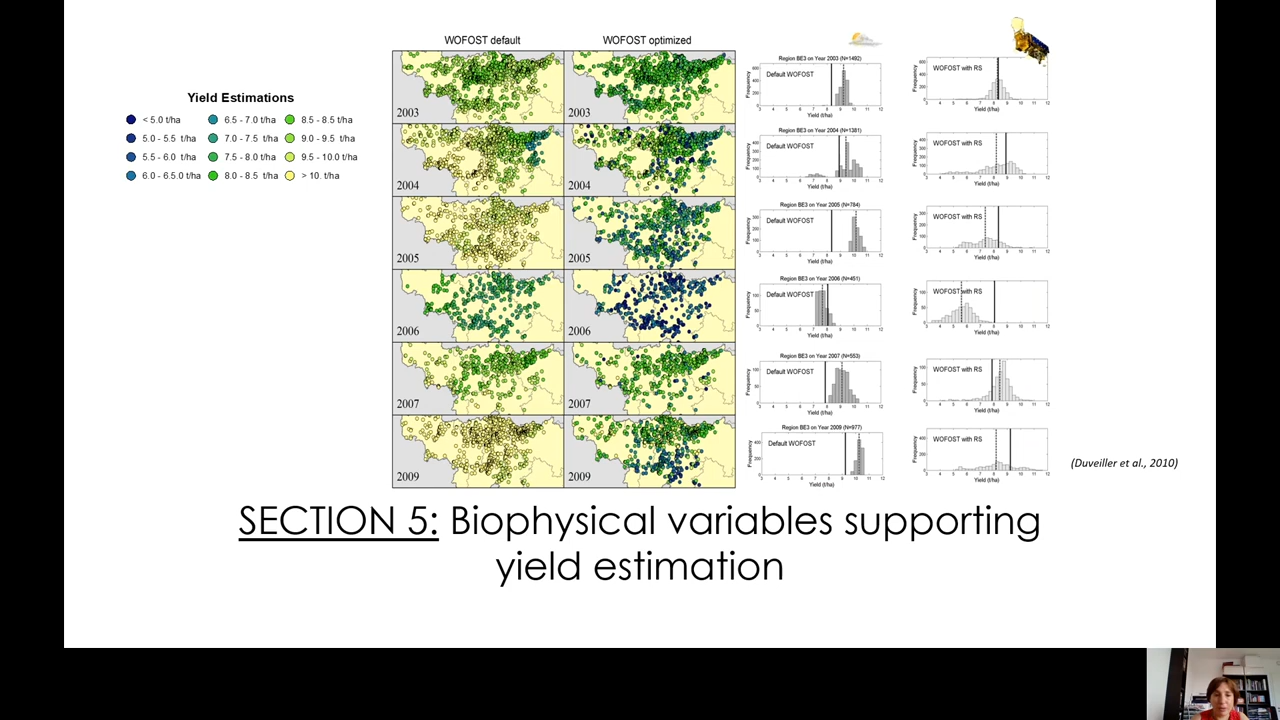 WOFOST default
WOFOST optimized
Yield Estimations
< 5.0 t/ha
6.5 - 7.0 t/ha
8.5 - 8.5 t/ha
5.0 - 5.5 t/ha
7.0 - 7.5 t/ha
9.0 - 9.5 t/ha
5.5 - 6.0 t/ha
7.5 - 8.0 t/ha
9.5 - 10.0 t/ha
6.0 - 6.5.0 t/ha
8.0 - 8.5 t/ha
> 10. t/ha
2003
2003
2004
2004
2005
2005
2006
2006
2007
2007
2009
2009
Region BE3 on Year 2003 (N=1492)
Default WOFOST
Frequency
Yield (t/ha)
WOFOST with RS
Frequency
Yield (t/ha)
Region BE3 on Year 2004 (N=1381)
Default WOFOST
Frequency
Yield (t/ha)
WOFOST with RS
Frequency
Yield (t/ha)
Region BE3 on Year 2005 (N=784)
Default WOFOST
Frequency
Yield (t/ha)
WOFOST with RS
Frequency
Yield (t/ha)
Region BE3 on Year 2006 (N=451)
Default WOFOST
Frequency
Yield (t/ha)
WOFOST with RS
Frequency
Yield (t/ha)
Region BE3 on Year 2007 (N=553)
Default WOFOST
Frequency
Yield (t/ha)
WOFOST with RS
Frequency
Yield (t/ha)
Region BE3 on Year 2009 (N=977)
Default WOFOST
Frequency
Yield (t/ha)
WOFOST with RS
Frequency
Yield (t/ha)
(Duveiller et al., 2010)
SECTION 5: Biophysical variables supporting
yield estimation